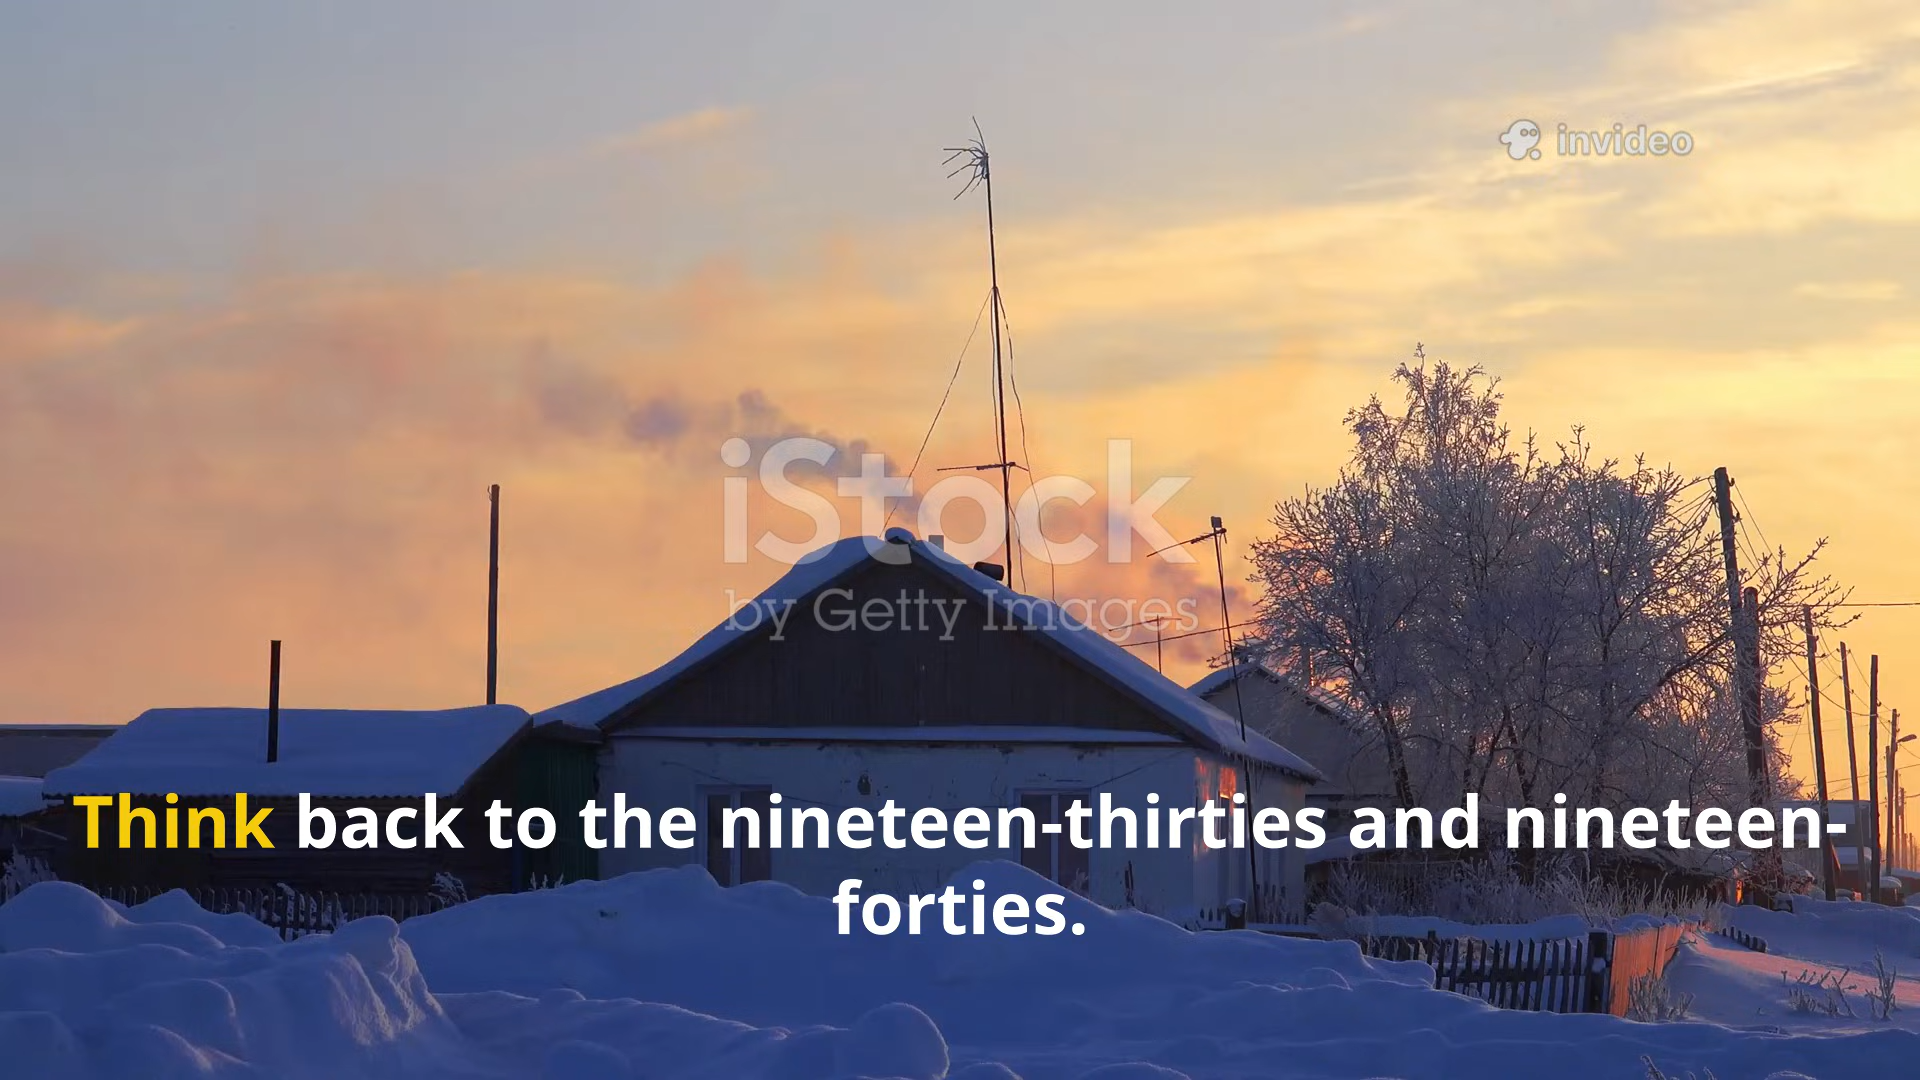 invideo
iStock
by Getty Images
Think back to the nineteen-thirties and nineteen-
forties.